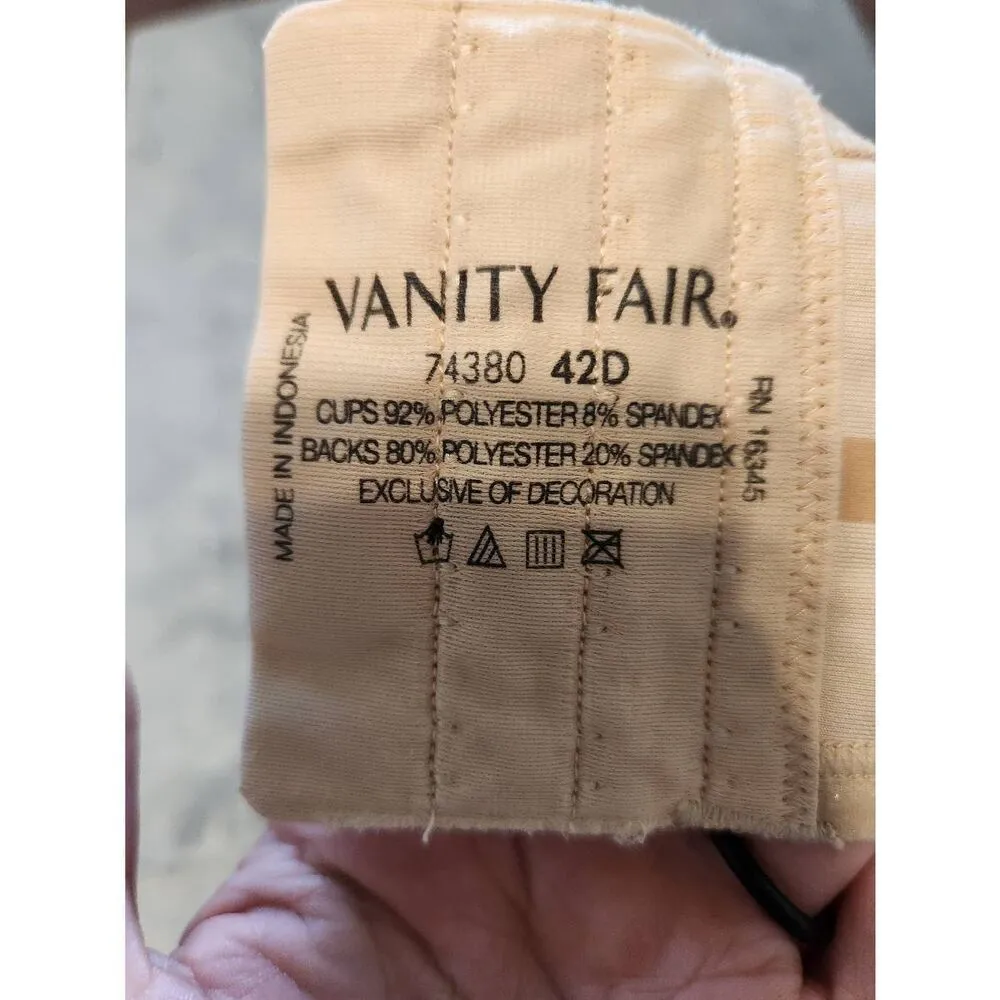 VANITY FAIR®
74380 42D
CUPS 92% POLYESTER 8% SPANDEX
BACKS 80% POLYESTER 20% SPANDEX
EXCLUSIVE OF DECORATION
MADE IN INDONESIA
RN 16345